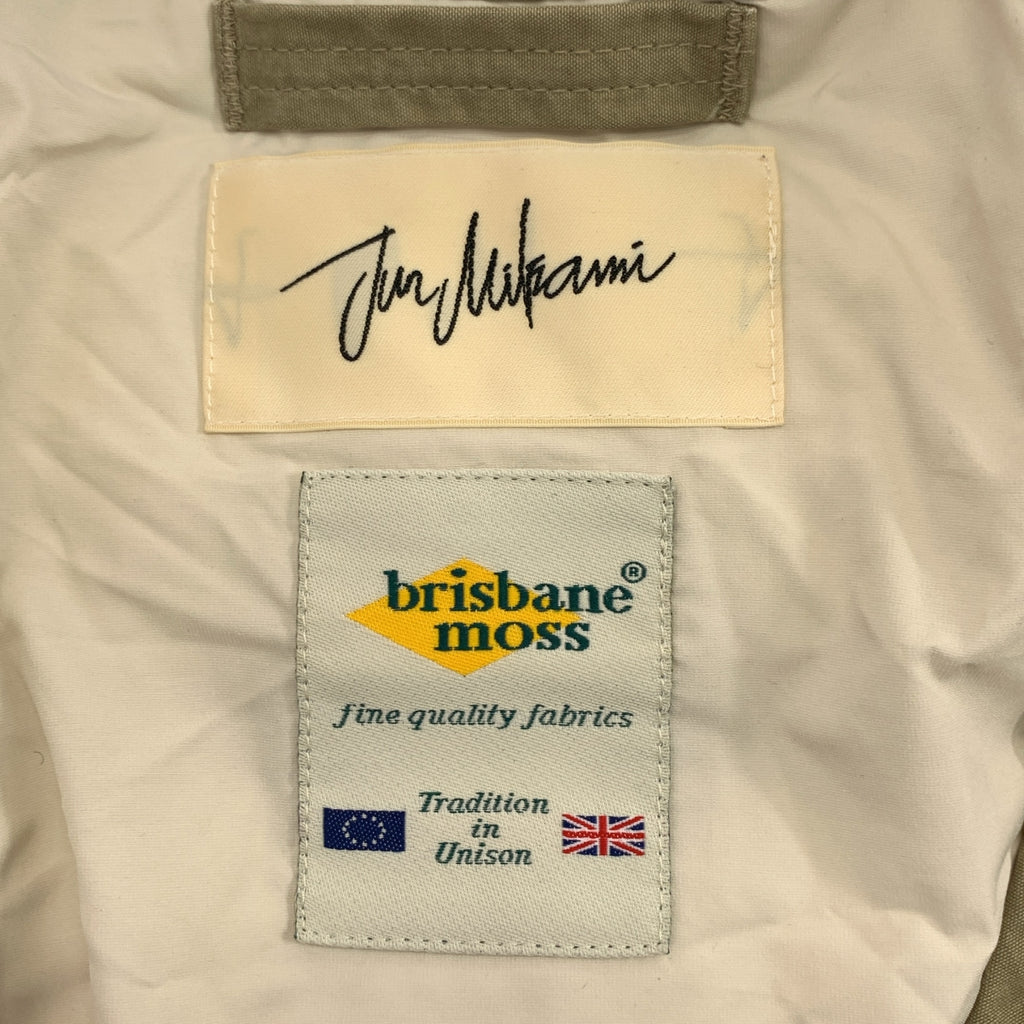 Jun Mikami
brisbane®
moss
fine quality fabrics
Tradition
in
Unison